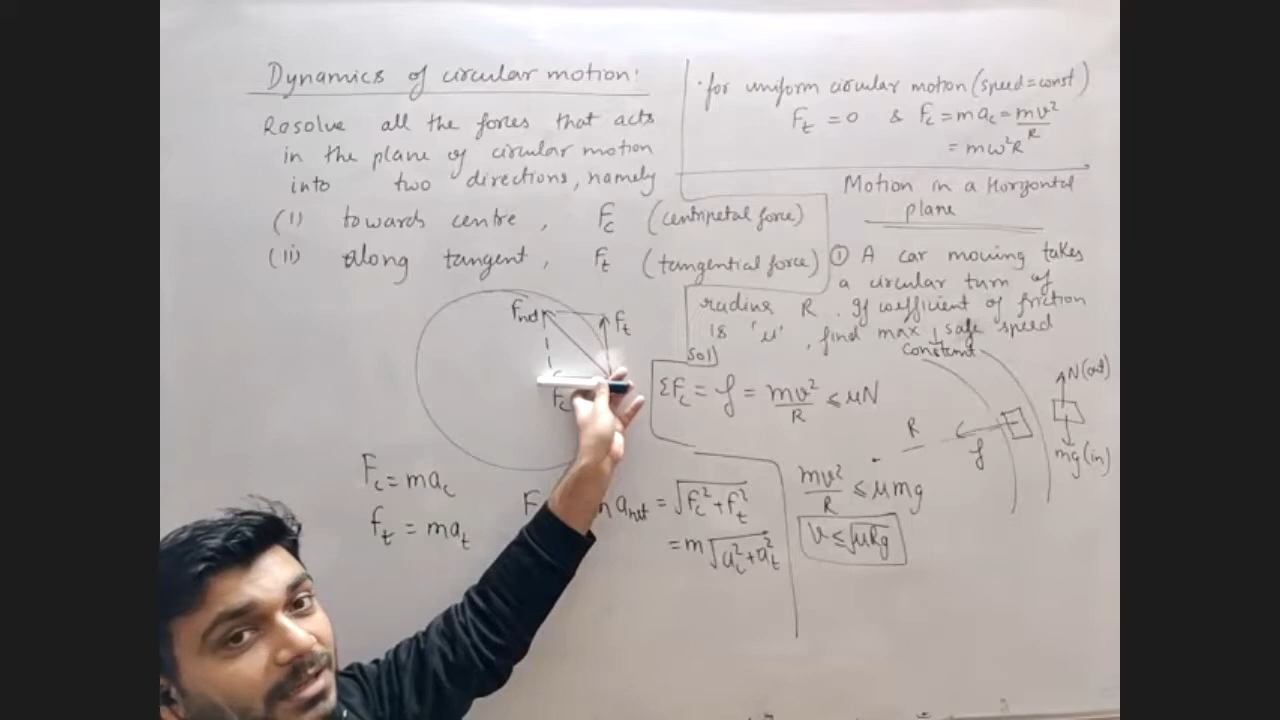 Dynamics of circular motion:
Resolve all the forces that acts
in the plane of circular motion
into two directions, namely
(i) towards centre, Fc (centripetal force)
(ii) along tangent, Ft (tangential force)
Fnet
Ft
Fc
Fc = mac
ft = mat
F anet = √fc²+ft²
= m√ac²+at²
· for uniform circular motion (speed = const)
Ft = 0 & Fc = mac = mv²/R
= mω²R
Motion in a Horizontal
plane
① A car moving takes
a circular turn of
radius R. If coefficient of friction
is 'μ', find max safe speed
constant
Sol)
ΣFc = f = mv²/R ≤ μN
mv²/R ≤ μmg
v ≤ √μRg
R
f
N(out)
mg(in)